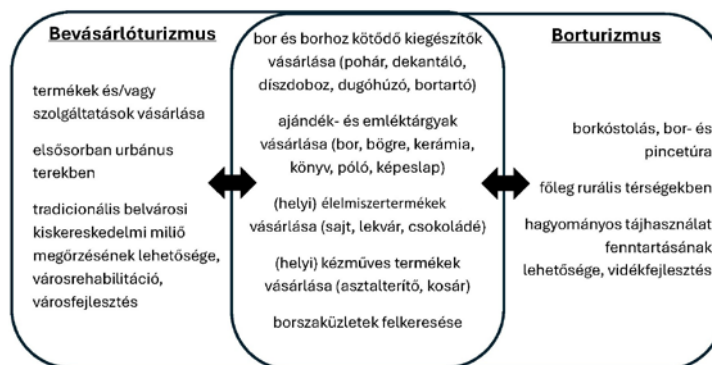 Bevásárlóturizmus
termékek és/vagy
szolgáltatások vásárlása
elsősorban urbánus
terekben
tradicionális belvárosi
kiskereskedelmi miliő
megőrzésének lehetősége,
városrehabilitáció,
városfejlesztés
bor és borhoz kötődő kiegészítők
vásárlása (pohár, dekantáló,
díszdoboz, dugóhúzó, bortartó)
ajándék- és emléktárgyak
vásárlása (bor, bögre, kerámia,
könyv, póló, képeslap)
(helyi) élelmiszertermékek
vásárlása (sajt, lekvár, csokoládé)
(helyi) kézműves termékek
vásárlása (asztalterítő, kosár)
borszaküzletek felkeresése
Borturizmus
borkóstolás, bor- és
pincetúra
főleg rurális térségekben
hagyományos tájhasználat
fenntartásának
lehetősége, vidékfejlesztés